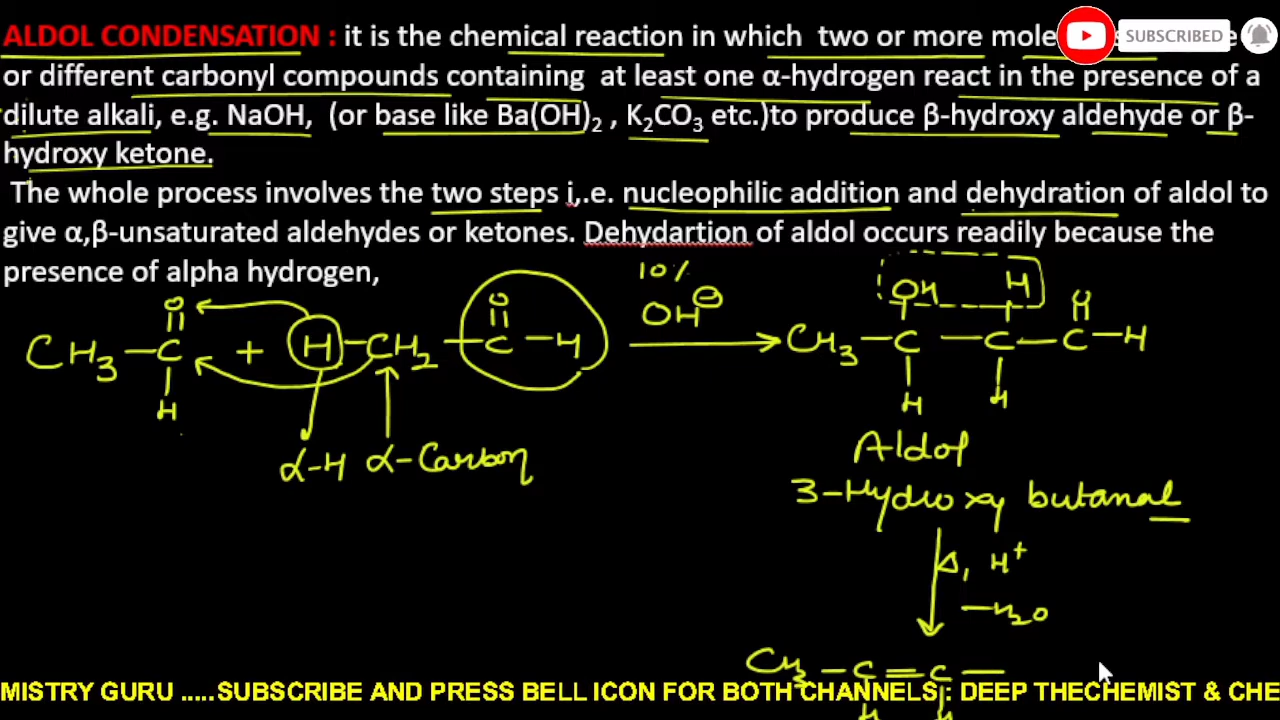 ALDOL CONDENSATION : it is the chemical reaction in which two or more mole
SUBSCRIBED
or different carbonyl compounds containing at least one α-hydrogen react in the presence of a
dilute alkali, e.g. NaOH, (or base like Ba(OH)₂ , K₂CO₃ etc.)to produce β-hydroxy aldehyde or β-
hydroxy ketone.
The whole process involves the two steps i,.e. nucleophilic addition and dehydration of aldol to
give α,β-unsaturated aldehydes or ketones. Dehydartion of aldol occurs readily because the
presence of alpha hydrogen,
10%
OH⊖
OH H
O O O
CH₃–C + H–CH₂–C–H CH₃–C–C–C–H
H H H
α-H α-Carbon
Aldol
3-Hydroxy butanal
Δ, H⁺
–H₂O
CH₃–C=C–
H H
MISTRY GURU .....SUBSCRIBE AND PRESS BELL ICON FOR BOTH CHANNELS : DEEP THECHEMIST & CHE